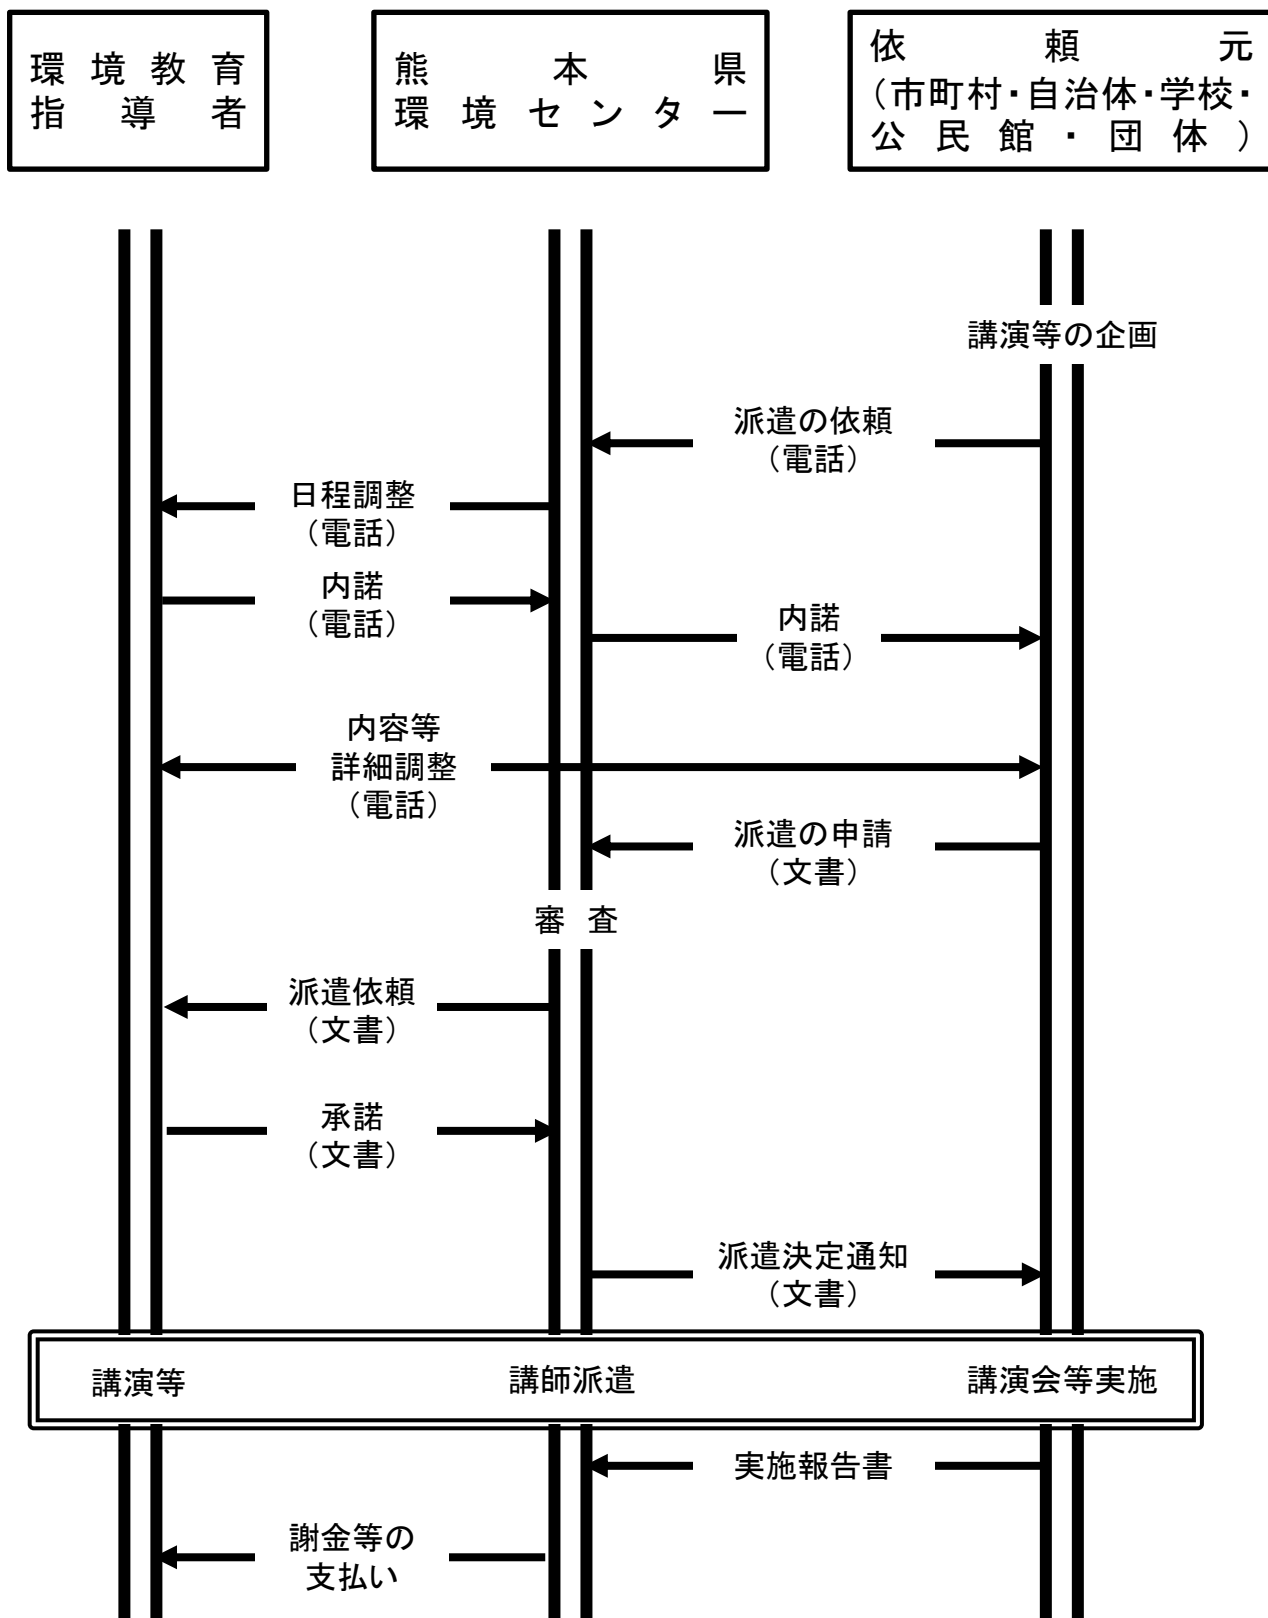 環境教育
指導者
熊本県
環境センター
依頼元
（市町村・自治体・学校・
公民館・団体）
講演等の企画
派遣の依頼
（電話）
日程調整
（電話）
内諾
（電話）
内諾
（電話）
内容等
詳細調整
（電話）
派遣の申請
（文書）
審査
派遣依頼
（文書）
承諾
（文書）
派遣決定通知
（文書）
講演等
講師派遣
講演会等実施
実施報告書
謝金等の
支払い